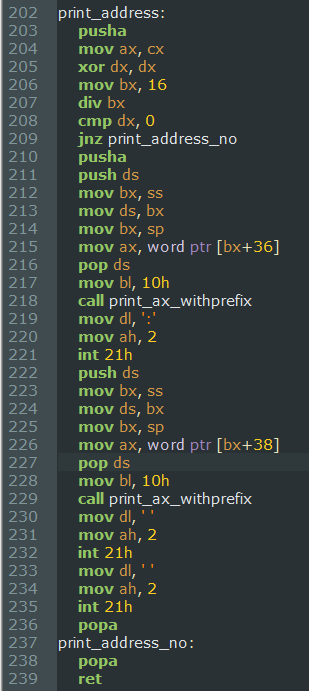 202 print_address:
203 pusha
204 mov ax, cx
205 xor dx, dx
206 mov bx, 16
207 div bx
208 cmp dx, 0
209 jnz print_address_no
210 pusha
211 push ds
212 mov bx, ss
213 mov ds, bx
214 mov bx, sp
215 mov ax, word ptr [bx+36]
216 pop ds
217 mov bl, 10h
218 call print_ax_withprefix
219 mov dl, ':'
220 mov ah, 2
221 int 21h
222 push ds
223 mov bx, ss
224 mov ds, bx
225 mov bx, sp
226 mov ax, word ptr [bx+38]
227 pop ds
228 mov bl, 10h
229 call print_ax_withprefix
230 mov dl, ' '
231 mov ah, 2
232 int 21h
233 mov dl, ' '
234 mov ah, 2
235 int 21h
236 popa
237 print_address_no:
238 popa
239 ret